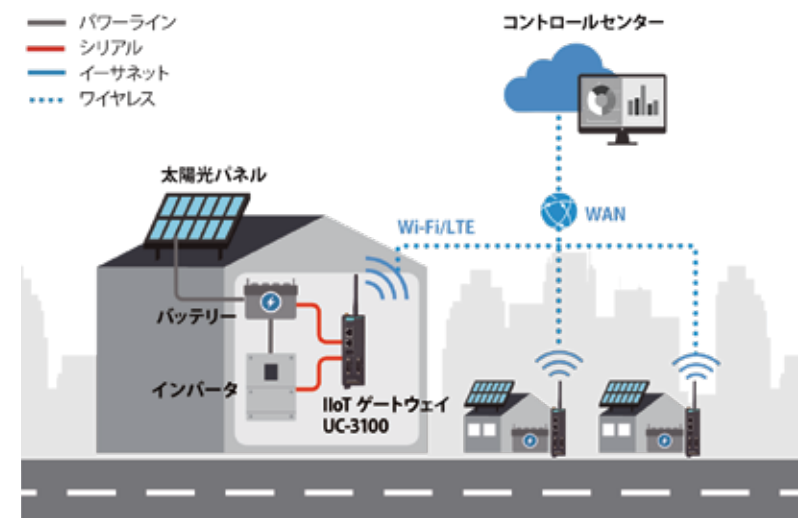 パワーライン
シリアル
イーサネット
ワイヤレス
コントロールセンター
太陽光パネル
Wi-Fi/LTE
WAN
バッテリー
インバータ
IIoT ゲートウェイ
UC-3100